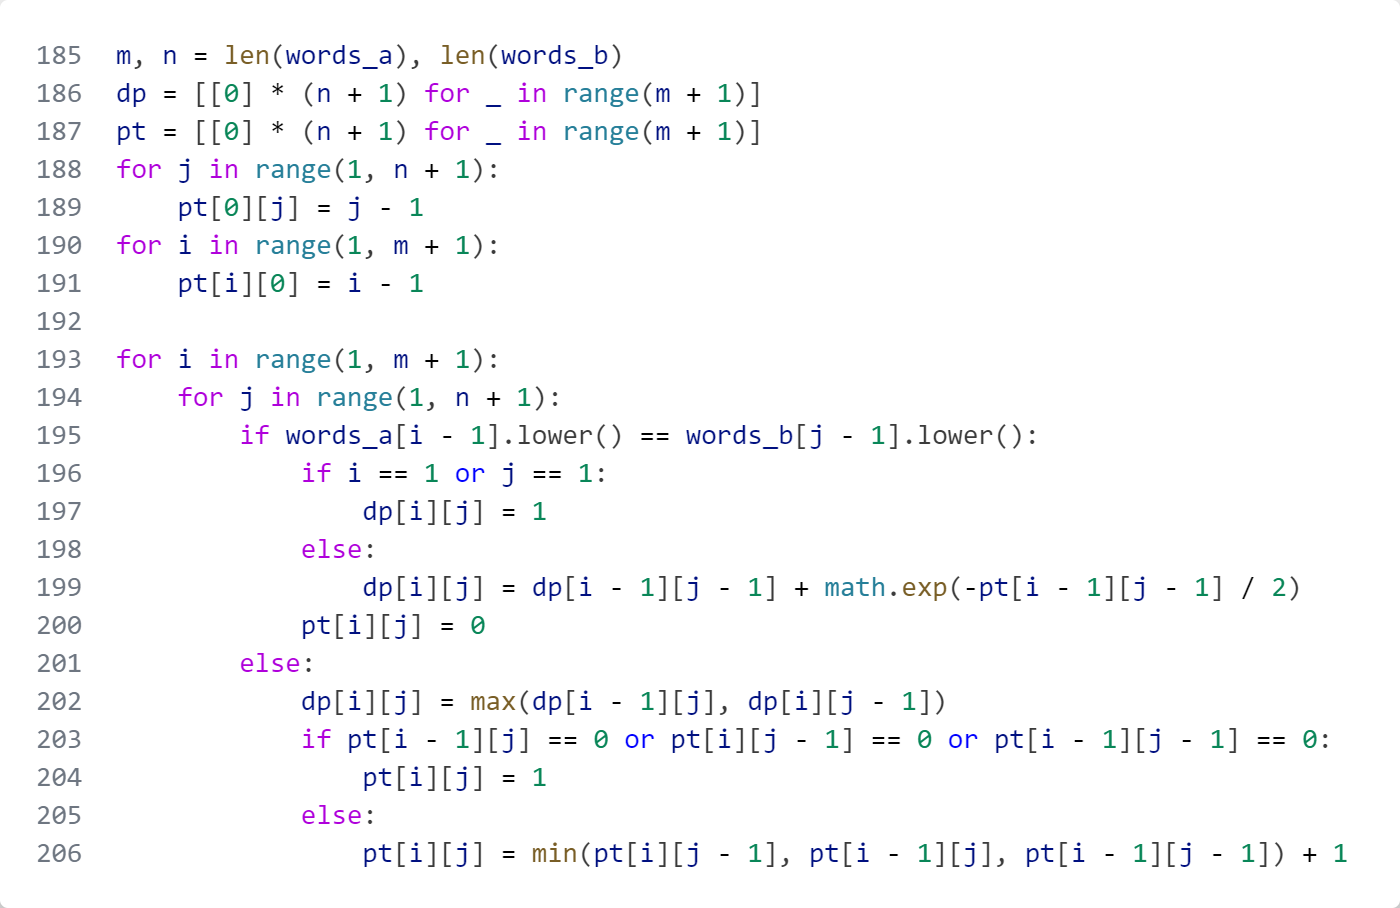 185 m, n = len(words_a), len(words_b)
186 dp = [[0] * (n + 1) for _ in range(m + 1)]
187 pt = [[0] * (n + 1) for _ in range(m + 1)]
188 for j in range(1, n + 1):
189     pt[0][j] = j - 1
190 for i in range(1, m + 1):
191     pt[i][0] = i - 1
192
193 for i in range(1, m + 1):
194     for j in range(1, n + 1):
195         if words_a[i - 1].lower() == words_b[j - 1].lower():
196             if i == 1 or j == 1:
197                 dp[i][j] = 1
198             else:
199                 dp[i][j] = dp[i - 1][j - 1] + math.exp(-pt[i - 1][j - 1] / 2)
200             pt[i][j] = 0
201         else:
202             dp[i][j] = max(dp[i - 1][j], dp[i][j - 1])
203             if pt[i - 1][j] == 0 or pt[i][j - 1] == 0 or pt[i - 1][j - 1] == 0:
204                 pt[i][j] = 1
205             else:
206                 pt[i][j] = min(pt[i][j - 1], pt[i - 1][j], pt[i - 1][j - 1]) + 1